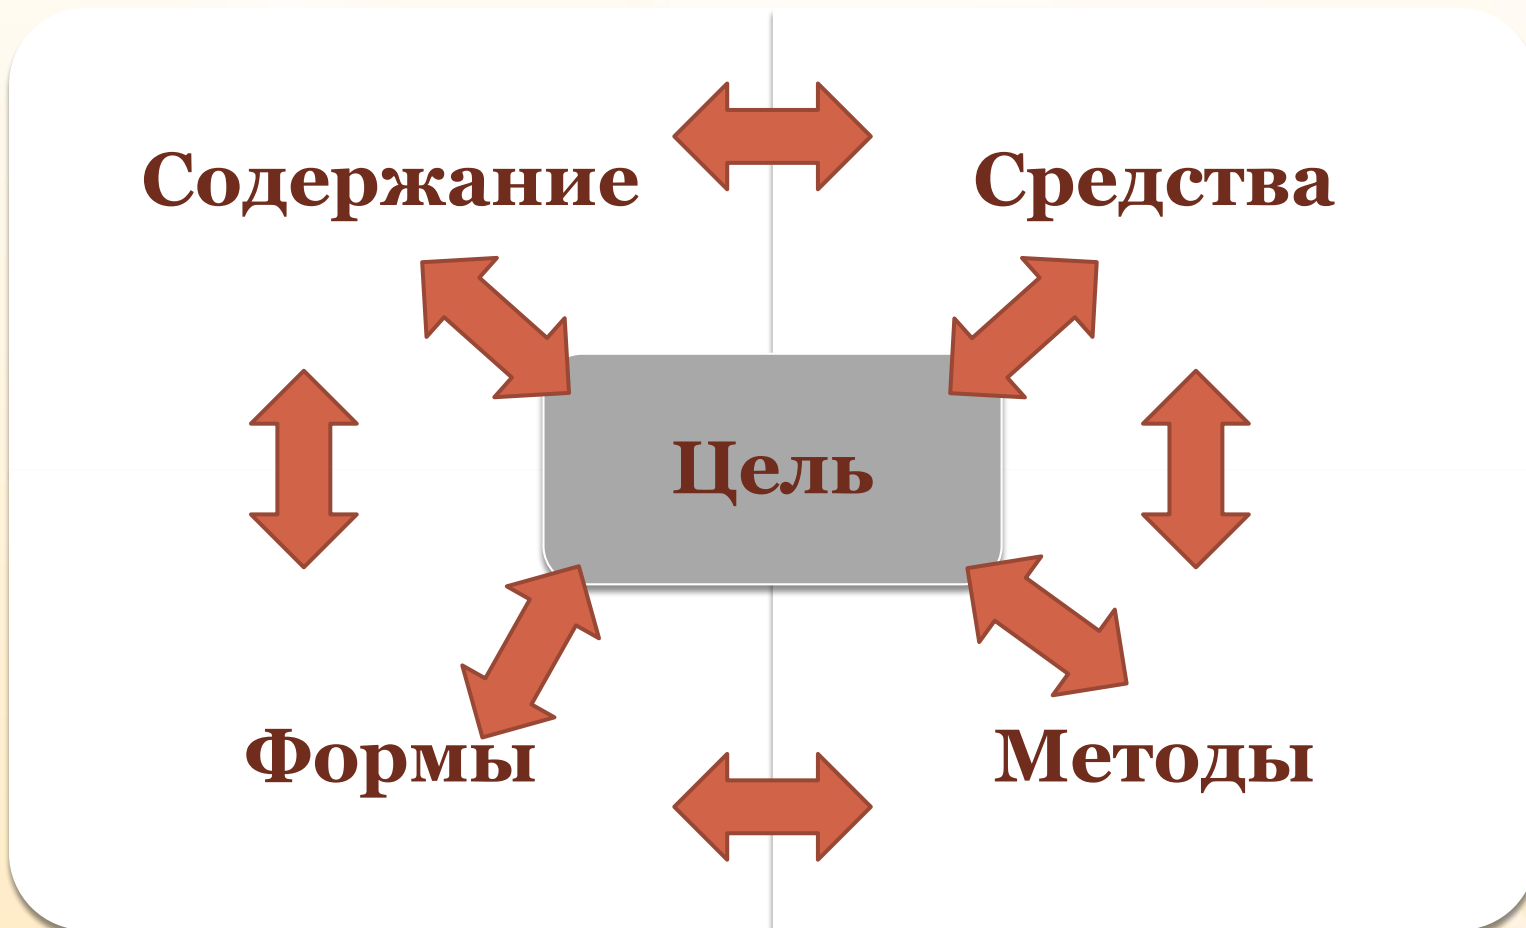 Содержание
Средства
Цель
Формы
Методы